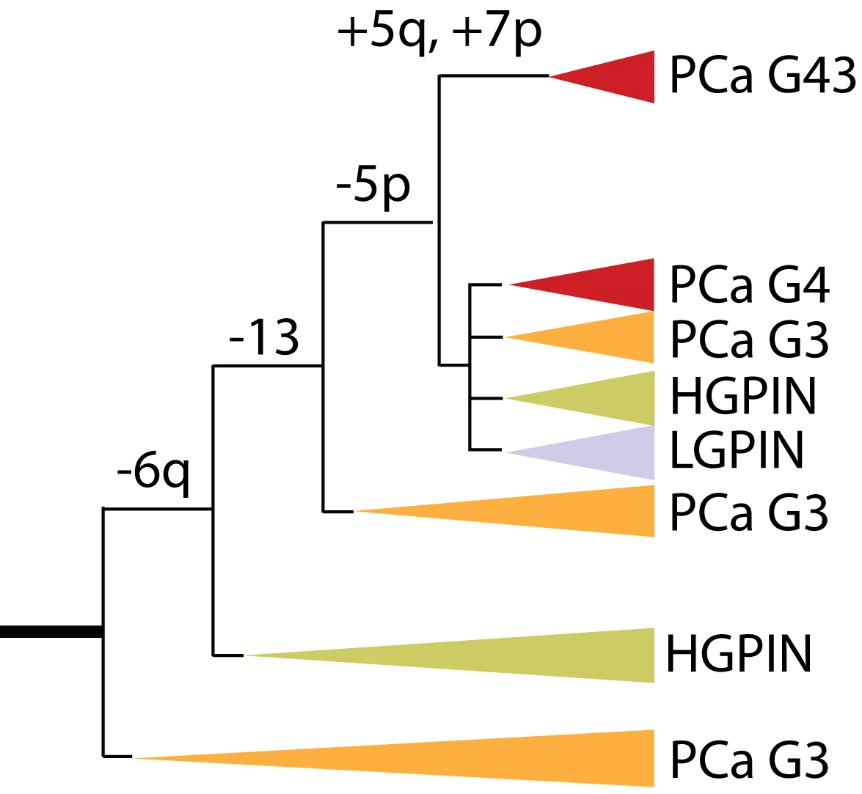 +5q, +7p
PCa G43
-5p
PCa G4
PCa G3
-13
HGPIN
LGPIN
-6q
PCa G3
HGPIN
PCa G3